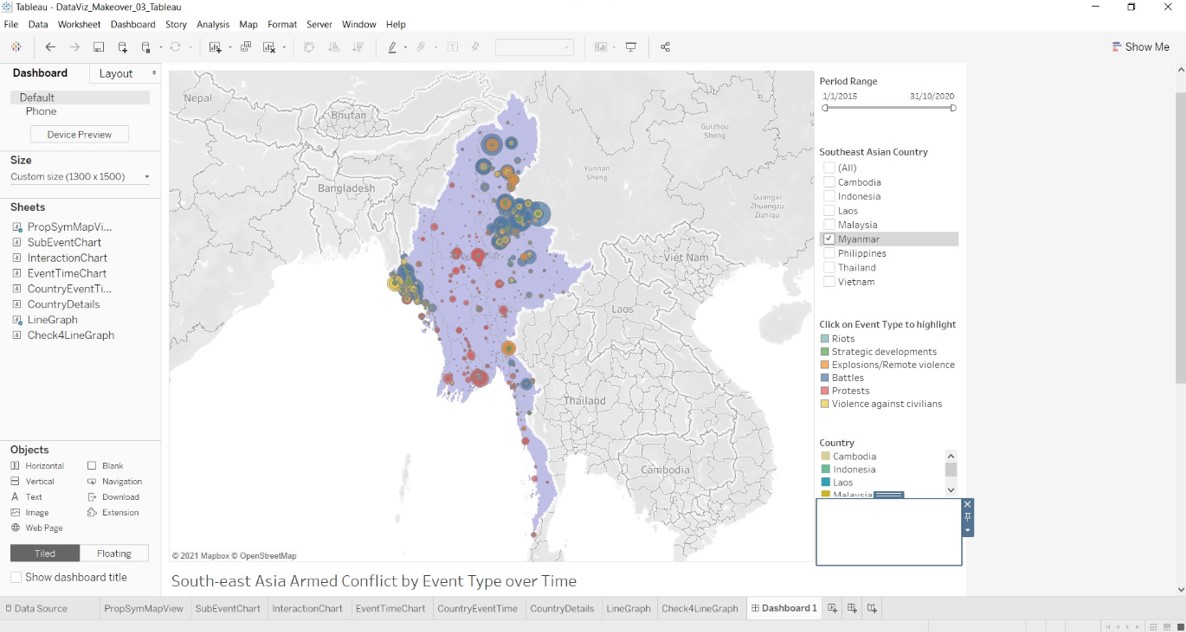 Tableau - DataViz_Makeover_03_Tableau
File Data Worksheet Dashboard Story Analysis Map Format Server Window Help
Show Me
Dashboard Layout
Default
Phone
Device Preview
Size
Custom size (1300 x 1500)
Sheets
PropSymMapVi...
SubEventChart
InteractionChart
EventTimeChart
CountryEventTi...
CountryDetails
LineGraph
Check4LineGraph
Objects
Horizontal Blank
Vertical Navigation
Text Download
Image Extension
Web Page
Tiled Floating
Show dashboard title
Nepal
Bhutan
Bangladesh
Guizhou
Sheng
Yunnan
Sheng
Guangxi
Zhuangzu
Zizhiqu
Viet Nam
Laos
Thailand
Cambodia
© 2021 Mapbox © OpenStreetMap
Period Range
1/1/2015 31/10/2020
Southeast Asian Country
(All)
Cambodia
Indonesia
Laos
Malaysia
Myanmar
Philippines
Thailand
Vietnam
Click on Event Type to highlight
Riots
Strategic developments
Explosions/Remote violence
Battles
Protests
Violence against civilians
Country
Cambodia
Indonesia
Laos
Malaysia
South-east Asia Armed Conflict by Event Type over Time
Data Source PropSymMapView SubEventChart InteractionChart EventTimeChart CountryEventTime CountryDetails LineGraph Check4LineGraph Dashboard 1